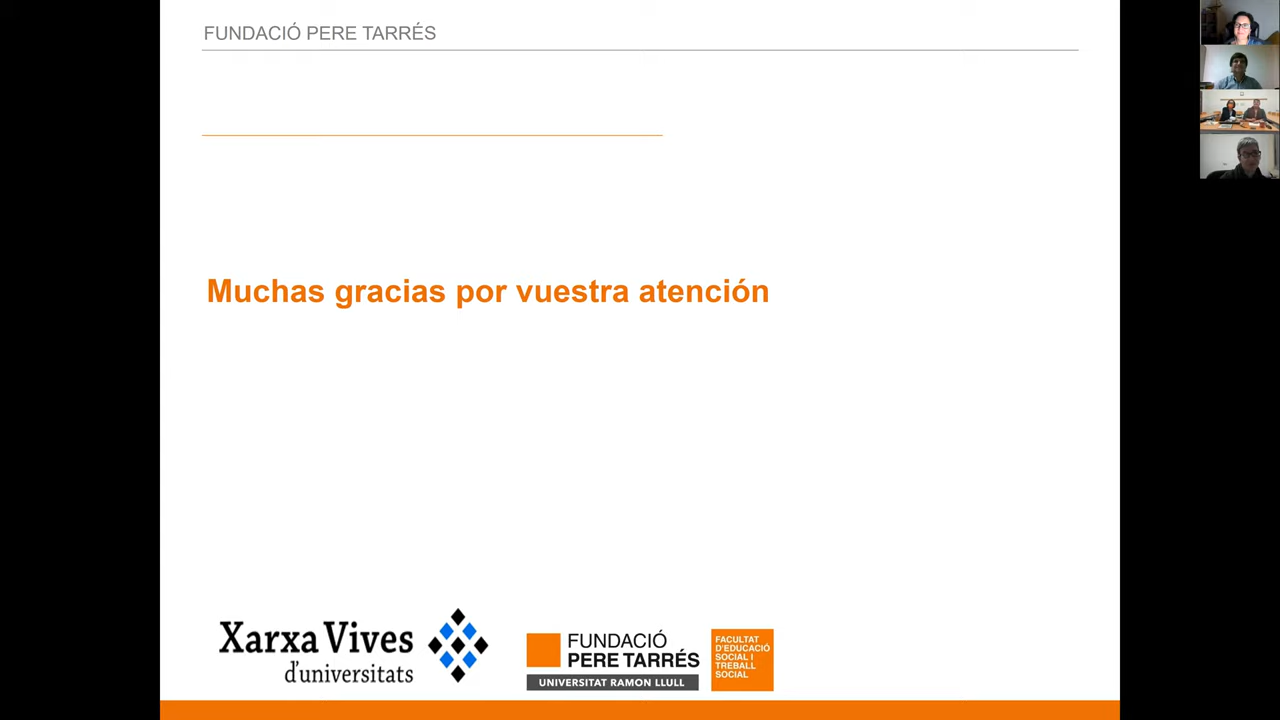 FUNDACIÓ PERE TARRÉS
Muchas gracias por vuestra atención
Xarxa Vives
d'universitats
FUNDACIÓ
PERE TARRÉS
UNIVERSITAT RAMON LLULL
FACULTAT
D'EDUCACIÓ
SOCIAL I
TREBALL
SOCIAL